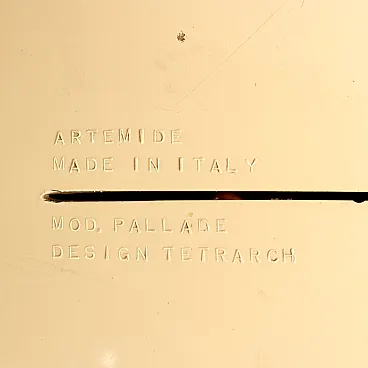 ARTEMIDE
MADE IN ITALY
MOD. PALLADE
DESIGN TETRARCH